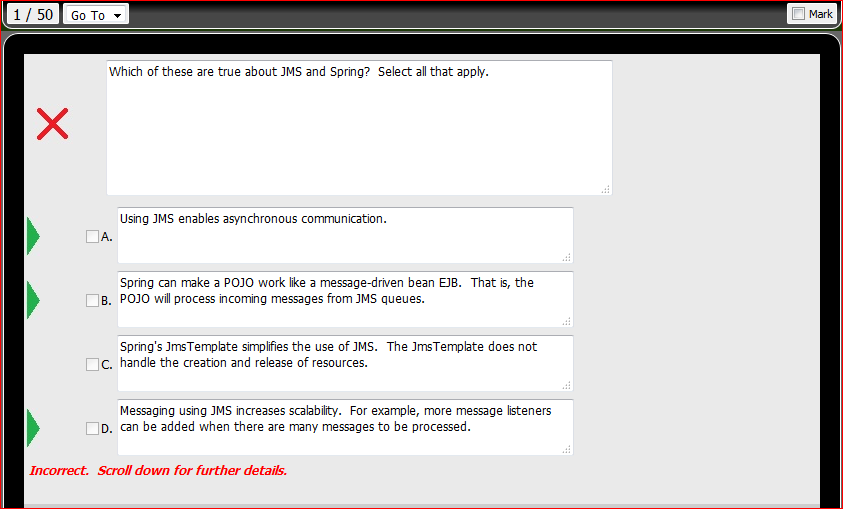 1 / 50 Go To Mark
Which of these are true about JMS and Spring?  Select all that apply.
A. Using JMS enables asynchronous communication.
B. Spring can make a POJO work like a message-driven bean EJB.  That is, the
POJO will process incoming messages from JMS queues.
C. Spring's JmsTemplate simplifies the use of JMS.  The JmsTemplate does not
handle the creation and release of resources.
D. Messaging using JMS increases scalability.  For example, more message listeners
can be added when there are many messages to be processed.
Incorrect.  Scroll down for further details.